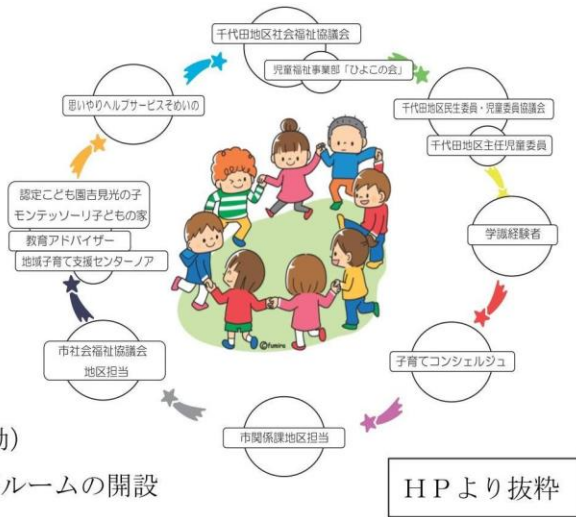 千代田地区社会福祉協議会
児童福祉事業部「ひよこの会」
千代田地区民生委員・児童委員協議会
千代田地区主任児童委員
学識経験者
子育てコンシェルジュ
市関係課地区担当
市社会福祉協議会
地区担当
認定こども園吉見光の子
モンテッソーリ子どもの家
教育アドバイザー
地域子育て支援センターノア
思いやりヘルプサービスそめいの
©fumira
動）
ルームの開設
ＨＰより抜粋